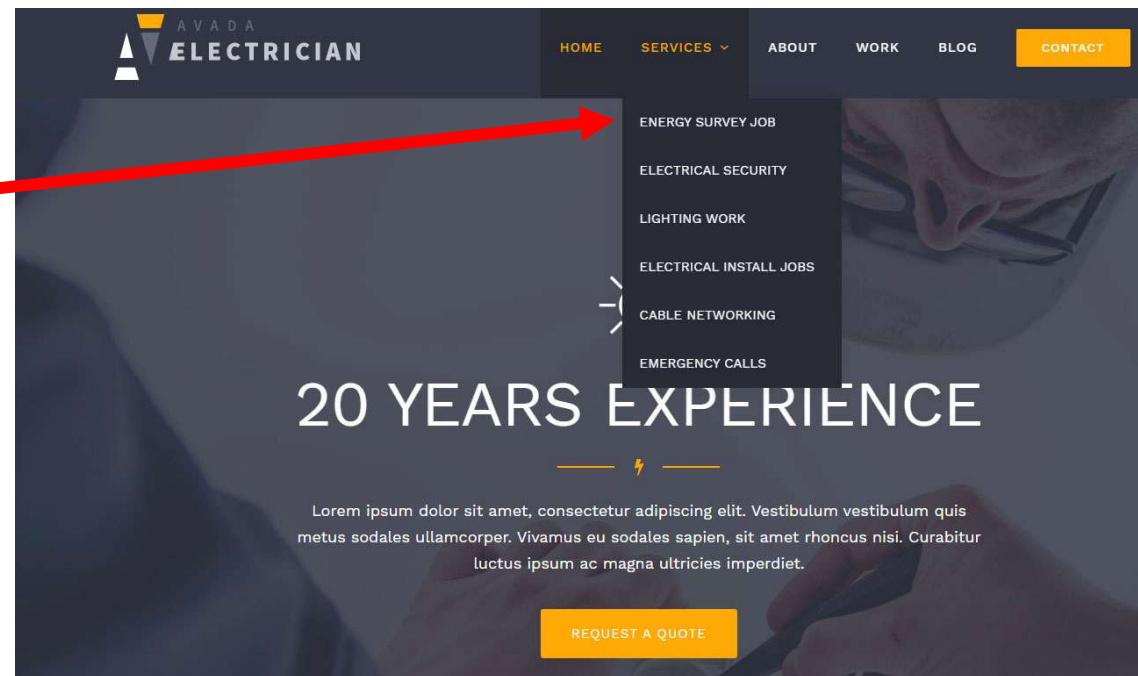 AVADA
ELECTRICIAN
HOME SERVICES ABOUT WORK BLOG CONTACT
ENERGY SURVEY JOB
ELECTRICAL SECURITY
LIGHTING WORK
ELECTRICAL INSTALL JOBS
CABLE NETWORKING
EMERGENCY CALLS
20 YEARS EXPERIENCE
Lorem ipsum dolor sit amet, consectetur adipiscing elit. Vestibulum vestibulum quis
metus sodales ullamcorper. Vivamus eu sodales sapien, sit amet rhoncus nisi. Curabitur
luctus ipsum ac magna ultricies imperdiet.
REQUEST A QUOTE